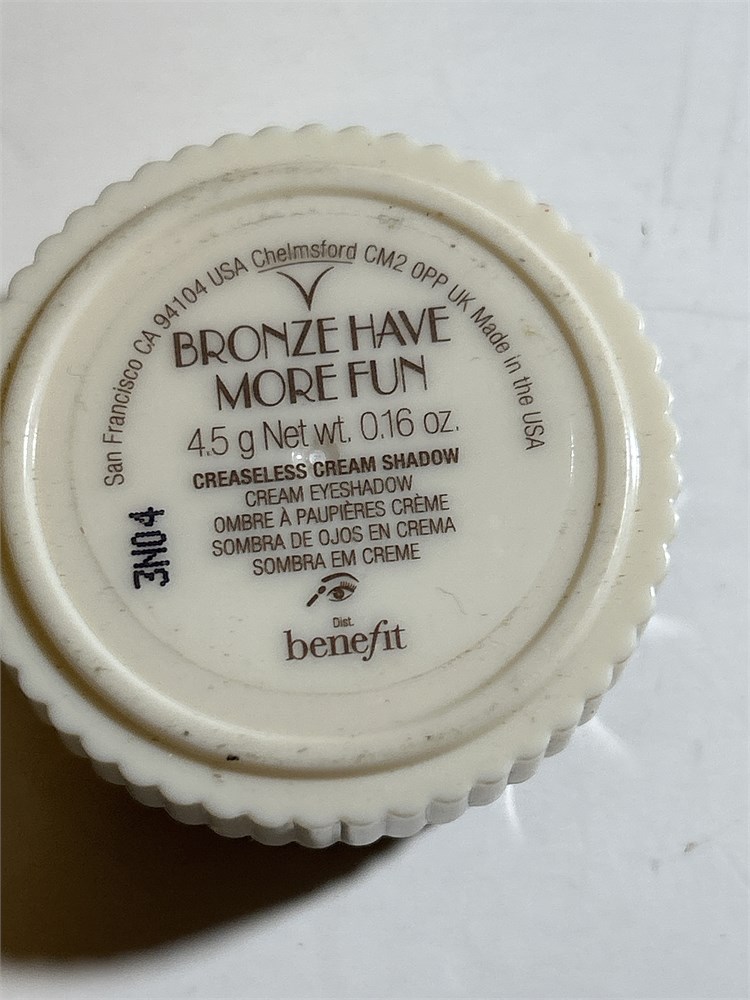 San Francisco CA 94104 USA Chelmsford CM2 0PP UK Made in the USA
BRONZE HAVE
MORE FUN
4.5 g Net wt. 0.16 oz.
CREASELESS CREAM SHADOW
CREAM EYESHADOW
OMBRE À PAUPIÈRES CRÈME
SOMBRA DE OJOS EN CREMA
SOMBRA EM CREME
3N04
Dist.
benefit